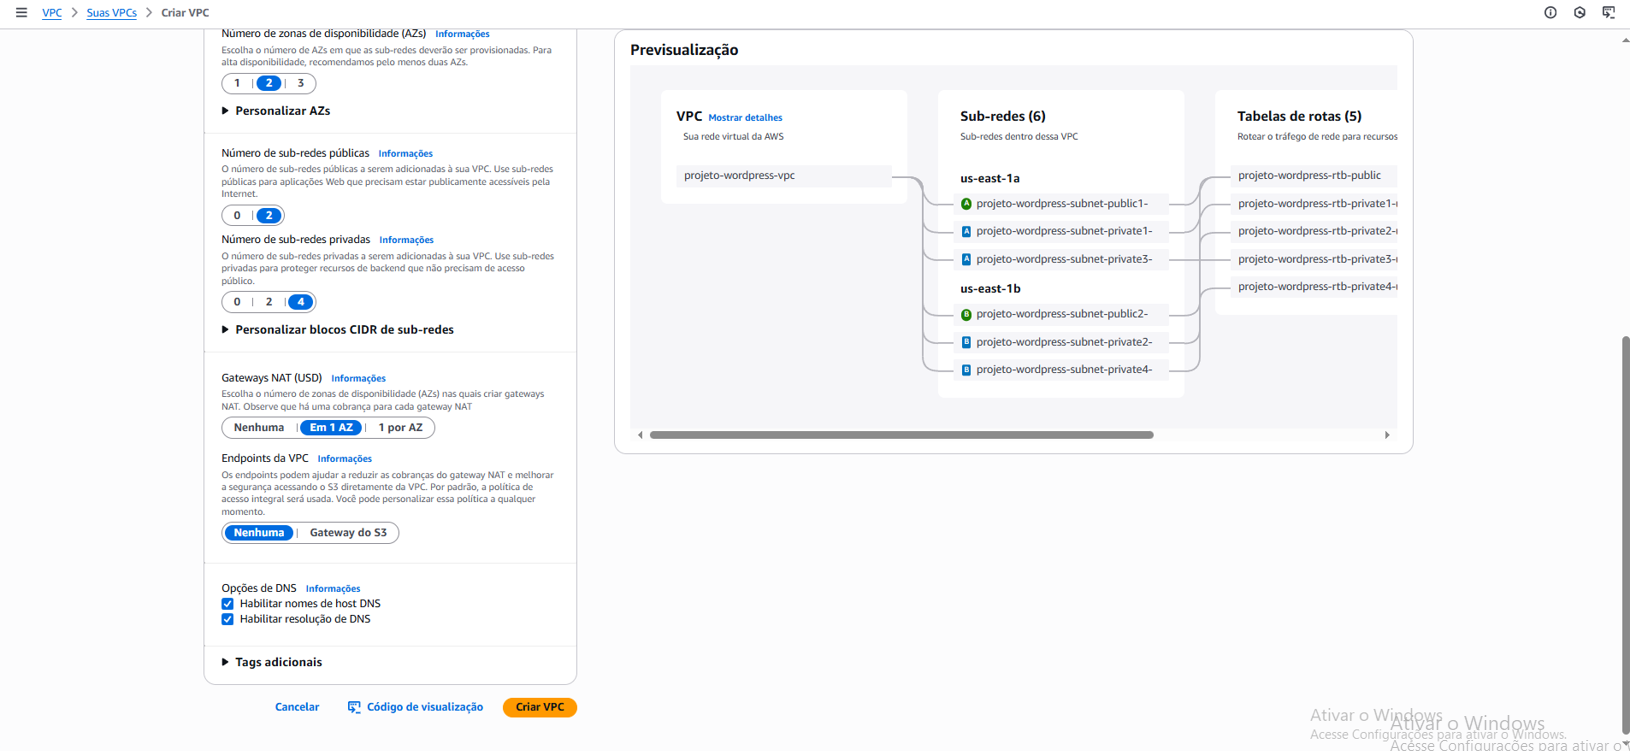 VPC > Suas VPCs > Criar VPC
Número de zonas de disponibilidade (AZs) Informações
Escolha o número de AZs em que as sub-redes deverão ser provisionadas. Para
alta disponibilidade, recomendamos pelo menos duas AZs.
1 | 2 | 3
Personalizar AZs
Número de sub-redes públicas Informações
O número de sub-redes públicas a serem adicionadas à sua VPC. Use sub-redes
públicas para aplicações Web que precisam estar publicamente acessíveis pela
Internet.
0 2
Número de sub-redes privadas Informações
O número de sub-redes privadas a serem adicionadas à sua VPC. Use sub-redes
privadas para proteger recursos de backend que não precisam de acesso
público.
0 | 2 | 4
Personalizar blocos CIDR de sub-redes
Gateways NAT (USD) Informações
Escolha o número de zonas de disponibilidade (AZs) nas quais criar gateways
NAT. Observe que há uma cobrança para cada gateway NAT
Nenhuma | Em 1 AZ | 1 por AZ
Endpoints da VPC Informações
Os endpoints podem ajudar a reduzir as cobranças do gateway NAT e melhorar
a segurança acessando o S3 diretamente da VPC. Por padrão, a política de
acesso integral será usada. Você pode personalizar essa política a qualquer
momento.
Nenhuma | Gateway do S3
Opções de DNS Informações
Habilitar nomes de host DNS
Habilitar resolução de DNS
Tags adicionais
Cancelar Código de visualização Criar VPC
Previsualização
VPC Mostrar detalhes
Sua rede virtual da AWS
projeto-wordpress-vpc
Sub-redes (6)
Sub-redes dentro dessa VPC
us-east-1a
A projeto-wordpress-subnet-public1-
A projeto-wordpress-subnet-private1-
A projeto-wordpress-subnet-private3-
us-east-1b
B projeto-wordpress-subnet-public2-
B projeto-wordpress-subnet-private2-
B projeto-wordpress-subnet-private4-
Tabelas de rotas (5)
Rotear o tráfego de rede para recursos
projeto-wordpress-rtb-public
projeto-wordpress-rtb-private1-
projeto-wordpress-rtb-private2-
projeto-wordpress-rtb-private3-
projeto-wordpress-rtb-private4-
Ativar o Windows
Acesse Configurações para ativar o Windows.
Ativar o Windows
Acesse Configurações para ativar o